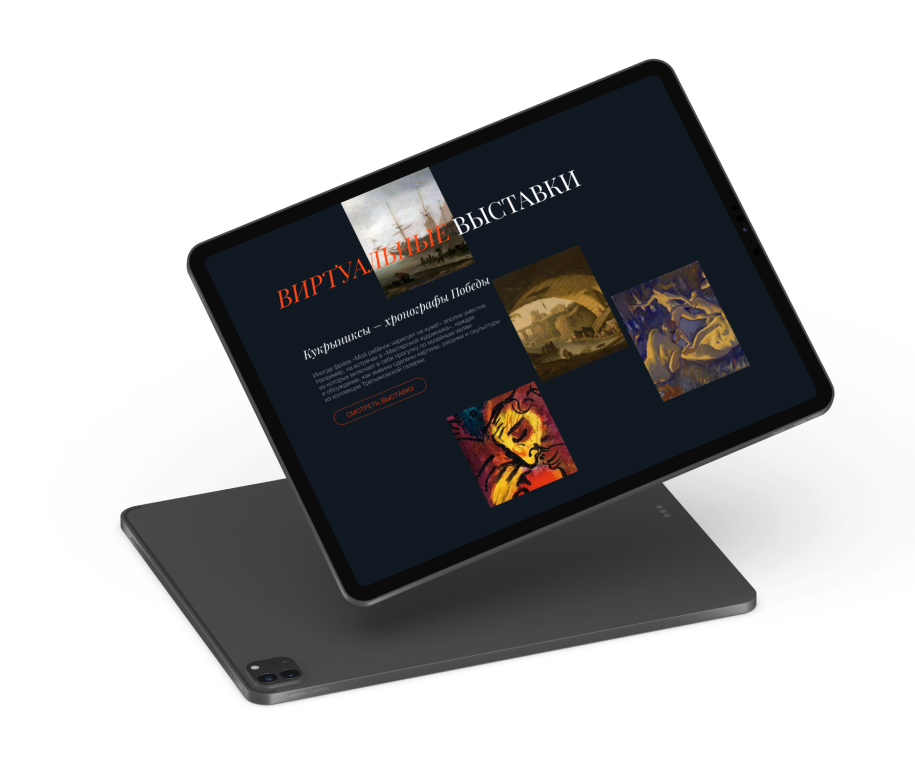 ВИРТУАЛЬНЫЕ ВЫСТАВКИ
Кукрыниксы — хронографы Победы
Иногда фраза «Мой ребёнок нарисует не хуже!» вполне уместна.
Например, на встречах в «Мастерской художника», каждая
из которых включает в себя прогулку по музейным залам
и обсуждение, как именно сделаны картины, рисунки и скульптуры
из коллекции Третьяковской галереи.
СМОТРЕТЬ ВЫСТАВКУ